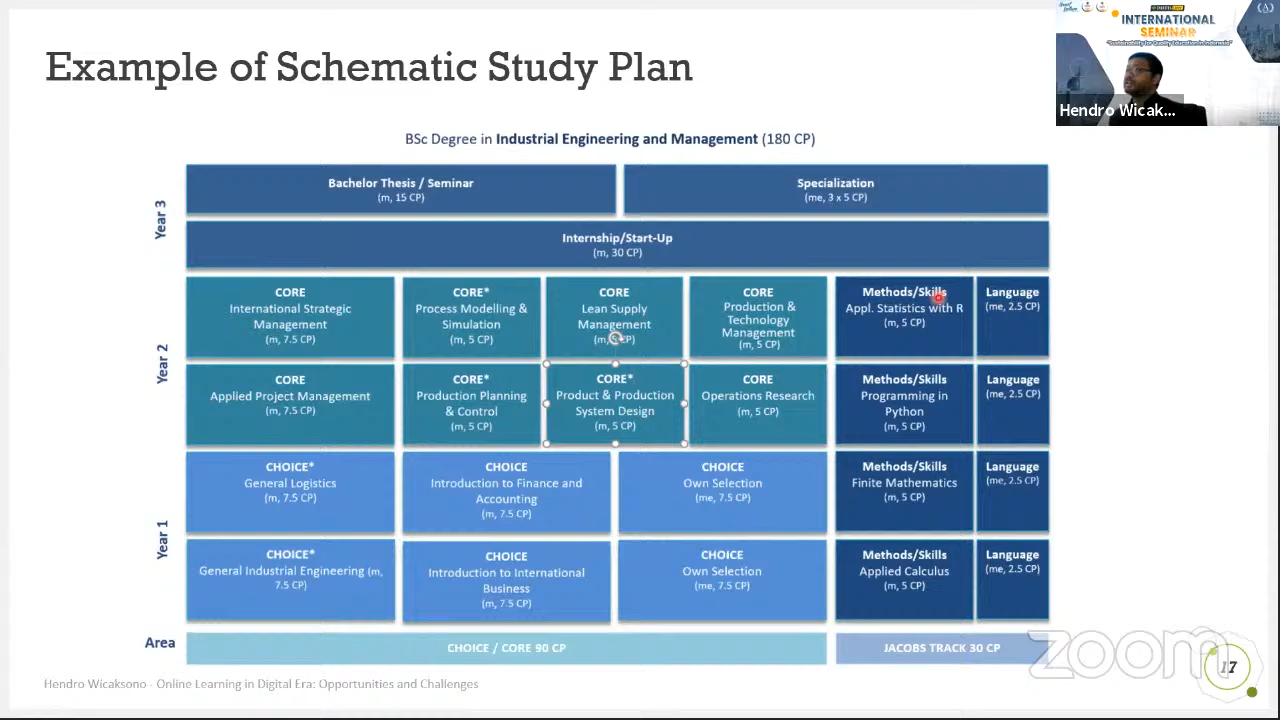 Example of Schematic Study Plan
INTERNATIONAL
SEMINAR
"Sustainability for Quality Education in Indonesia"
Hendro Wicak...
BSc Degree in Industrial Engineering and Management (180 CP)
Year 3
Bachelor Thesis / Seminar
(m, 15 CP)
Specialization
(me, 3 x 5 CP)
Internship/Start-Up
(m, 30 CP)
Year 2
CORE
International Strategic
Management
(m, 7.5 CP)
CORE*
Process Modelling &
Simulation
(m, 5 CP)
CORE
Lean Supply
Management
CORE
Production &
Technology
Management
(m, 5 CP)
Methods/Skills
Appl. Statistics with R
(m, 5 CP)
Language
(me, 2.5 CP)
CORE
Applied Project Management
(m, 7.5 CP)
CORE*
Production Planning
& Control
(m, 5 CP)
CORE*
Product & Production
System Design
(m, 5 CP)
CORE
Operations Research
(m, 5 CP)
Methods/Skills
Programming in
Python
(m, 5 CP)
Language
(me, 2.5 CP)
Year 1
CHOICE*
General Logistics
(m, 7.5 CP)
CHOICE
Introduction to Finance and
Accounting
(m, 7.5 CP)
CHOICE
Own Selection
(me, 7.5 CP)
Methods/Skills
Finite Mathematics
(m, 5 CP)
Language
(me, 2.5 CP)
CHOICE*
General Industrial Engineering (m,
7.5 CP)
CHOICE
Introduction to International
Business
(m, 7.5 CP)
CHOICE
Own Selection
(me, 7.5 CP)
Methods/Skills
Applied Calculus
(m, 5 CP)
Language
(me, 2.5 CP)
Area
CHOICE / CORE 90 CP
JACOBS TRACK 30 CP
zoom
Hendro Wicaksono - Online Learning in Digital Era: Opportunities and Challenges
17